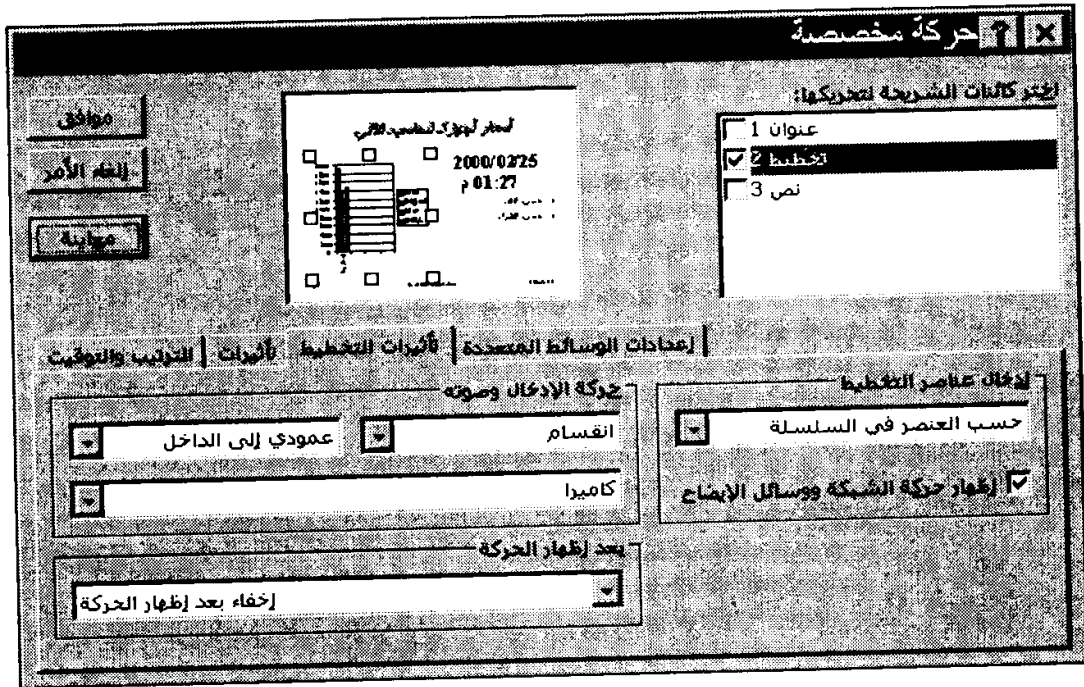 حركة مخصصة
اختر كائنات الشريحة لتحريكها:
عنوان 1
تخطيط 2
نص 3
2000/02/25
01:27 م
موافق
إلغاء الأمر
معاينة
إعدادات الوسائط المتعددة
تأثيرات التخطيط
تأثيرات
الترتيب والتوقيت
إدخال عناصر التخطيط
حسب العنصر في السلسلة
إظهار حركة الشبكة ووسائل الإيضاح
حركة الإدخال وصوته
انقسام
عمودي إلى الداخل
كاميرا
بعد إظهار الحركة
إخفاء بعد إظهار الحركة